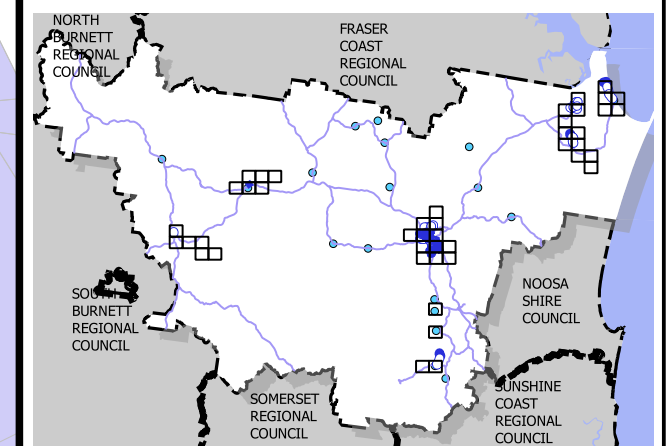 NORTH
BURNETT
REGIONAL
COUNCIL
FRASER
COAST
REGIONAL
COUNCIL
SOUTH
BURNETT
REGIONAL
COUNCIL
NOOSA
SHIRE
COUNCIL
SOMERSET
REGIONAL
COUNCIL
SUNSHINE
COAST
REGIONAL
COUNCIL